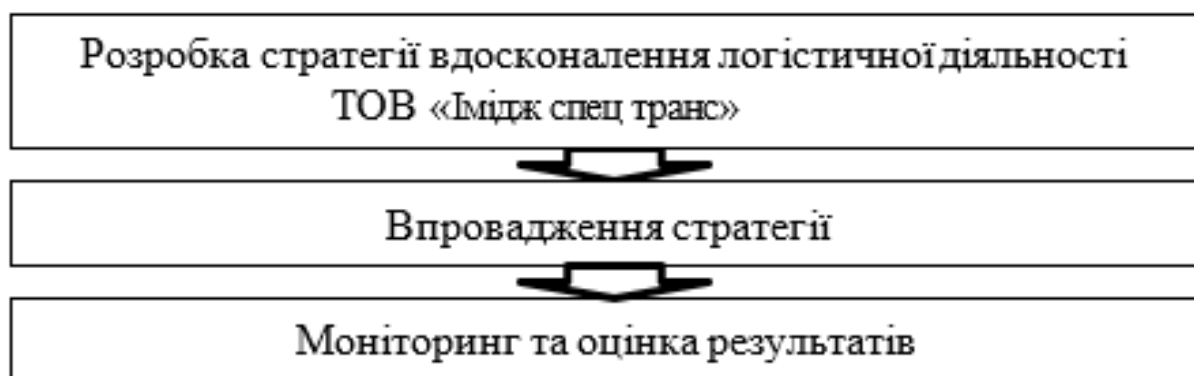 Розробка стратегії вдосконалення логістичної діяльності
ТОВ «Імідж спец транс»
Впровадження стратегії
Моніторинг та оцінка результатів